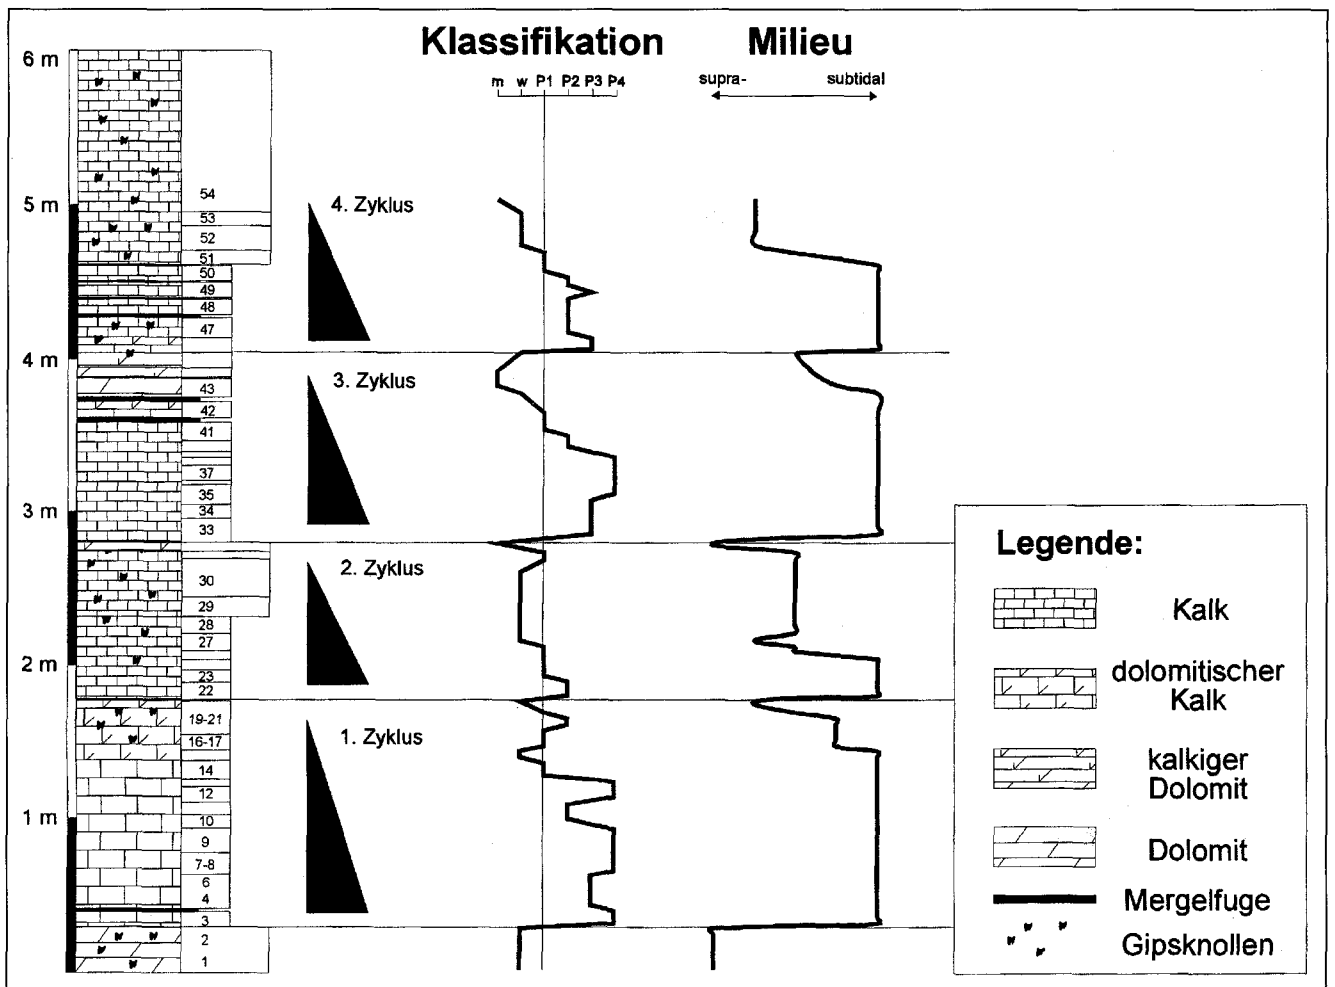 Klassifikation
Milieu
m w P1 P2 P3 P4
supra- subtidal
6 m
5 m
4 m
3 m
2 m
1 m
54
53
52
51
50
49
48
47
43
42
41
37
35
34
33
30
29
28
27
23
22
19-21
16-17
14
12
10
9
7-8
6
4
3
2
1
4. Zyklus
3. Zyklus
2. Zyklus
1. Zyklus
Legende:
Kalk
dolomitischer
Kalk
kalkiger
Dolomit
Dolomit
Mergelfuge
Gipsknollen